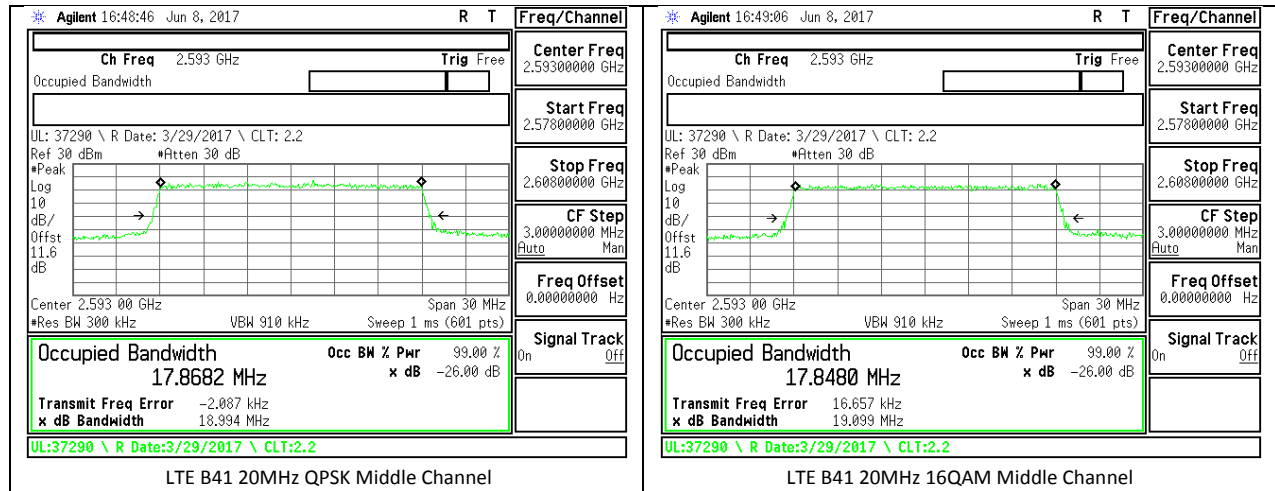 Agilent 16:48:46 Jun 8, 2017 R T
Freq/Channel
Ch Freq 2.593 GHz Trig Free
Occupied Bandwidth
Center Freq
2.59300000 GHz
Start Freq
2.57800000 GHz
UL: 37290 \ R Date: 3/29/2017 \ CLT: 2.2
Ref 30 dBm #Atten 30 dB
#Peak
Log
10
dB/
Offst
11.6
dB
Stop Freq
2.60800000 GHz
CF Step
3.00000000 MHz
Auto Man
Freq Offset
0.00000000 Hz
Center 2.593 00 GHz Span 30 MHz
#Res BW 300 kHz VBW 910 kHz Sweep 1 ms (601 pts)
Signal Track
On Off
Occupied Bandwidth Occ BW % Pwr 99.00 %
17.8682 MHz x dB -26.00 dB
Transmit Freq Error -2.087 kHz
x dB Bandwidth 18.994 MHz
UL:37290 \ R Date:3/29/2017 \ CLT:2.2
LTE B41 20MHz QPSK Middle Channel
Agilent 16:49:06 Jun 8, 2017 R T
Freq/Channel
Ch Freq 2.593 GHz Trig Free
Occupied Bandwidth
Center Freq
2.59300000 GHz
Start Freq
2.57800000 GHz
UL: 37290 \ R Date: 3/29/2017 \ CLT: 2.2
Ref 30 dBm #Atten 30 dB
#Peak
Log
10
dB/
Offst
11.6
dB
Stop Freq
2.60800000 GHz
CF Step
3.00000000 MHz
Auto Man
Freq Offset
0.00000000 Hz
Center 2.593 00 GHz Span 30 MHz
#Res BW 300 kHz VBW 910 kHz Sweep 1 ms (601 pts)
Signal Track
On Off
Occupied Bandwidth Occ BW % Pwr 99.00 %
17.8480 MHz x dB -26.00 dB
Transmit Freq Error 16.657 kHz
x dB Bandwidth 19.099 MHz
UL:37290 \ R Date:3/29/2017 \ CLT:2.2
LTE B41 20MHz 16QAM Middle Channel